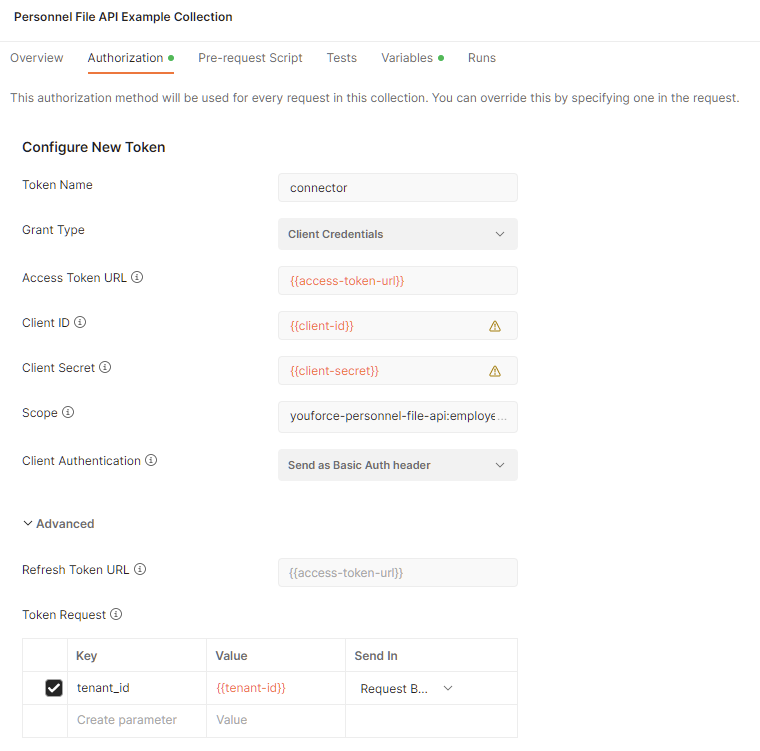 Personnel File API Example Collection
Overview Authorization Pre-request Script Tests Variables Runs
This authorization method will be used for every request in this collection. You can override this by specifying one in the request.
Configure New Token
Token Name connector
Grant Type Client Credentials
Access Token URL {{access-token-url}}
Client ID {{client-id}}
Client Secret {{client-secret}}
Scope youforce-personnel-file-api:employe...
Client Authentication Send as Basic Auth header
Advanced
Refresh Token URL {{access-token-url}}
Token Request
Key Value Send In
tenant_id {{tenant-id}} Request B...
Create parameter Value